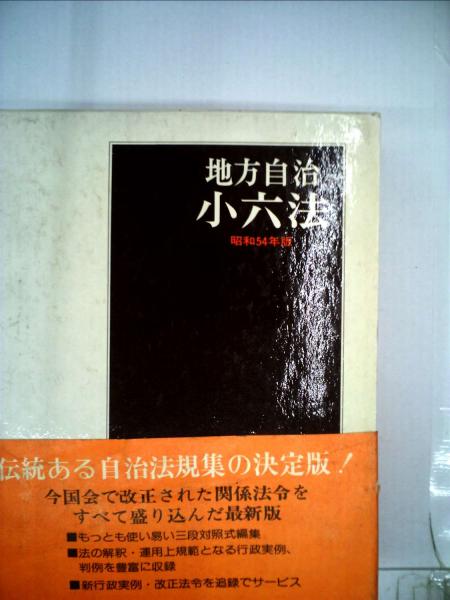 地方自治
小六法
昭和54年版
伝統ある自治法規集の決定版！
今国会で改正された関係法令を
すべて盛り込んだ最新版
■もっとも使い易い三段対照式編集
■法の解釈・運用上規範となる行政実例、
判例を豊富に収録
■新行政実例・改正法令を追録でサービス